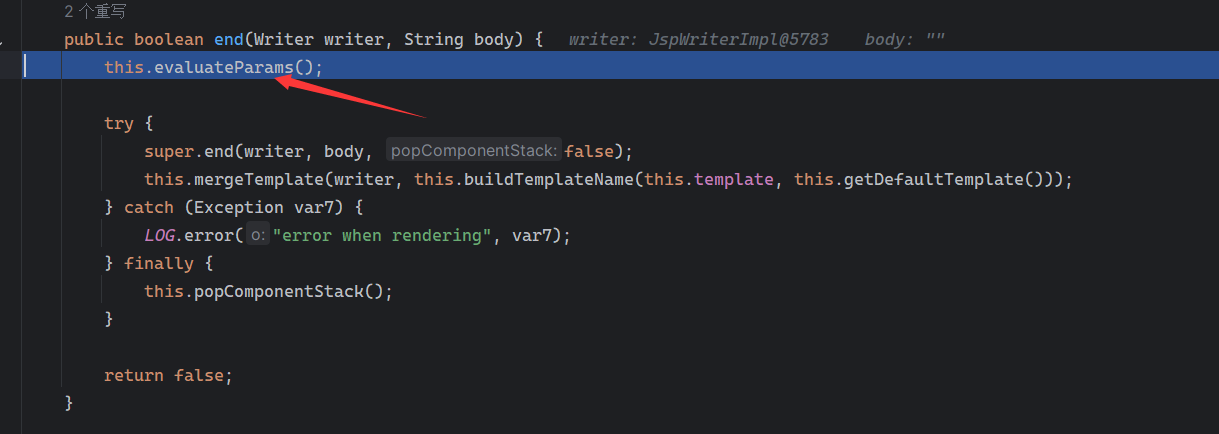 2 个重写
public boolean end(Writer writer, String body) { writer: JspWriterImpl@5783 body: ""
this.evaluateParams();
try {
super.end(writer, body, popComponentStack: false);
this.mergeTemplate(writer, this.buildTemplateName(this.template, this.getDefaultTemplate()));
} catch (Exception var7) {
LOG.error( o: "error when rendering", var7);
} finally {
this.popComponentStack();
}
return false;
}